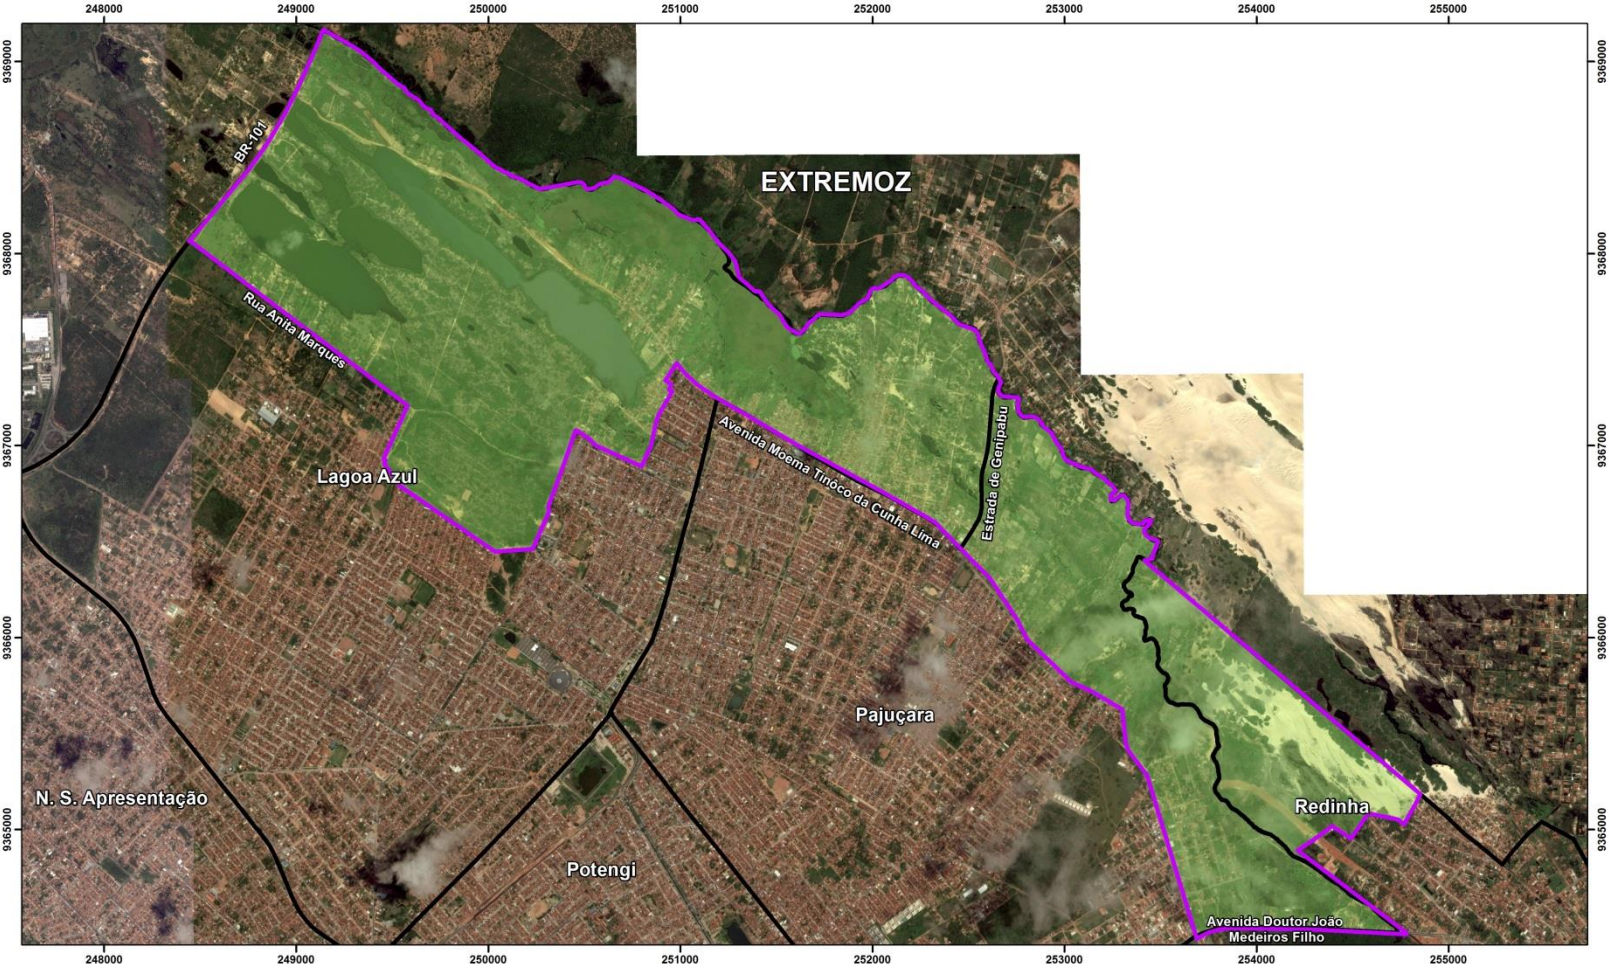 248000 249000 250000 251000 252000 253000 254000 255000
9369000
9369000
BR-101
EXTREMOZ
9368000
9368000
Rua Anita Marques
9367000
9367000
Avenida Moema Tinôco da Cunha Lima
Estrada de Genipabu
Lagoa Azul
9366000
9366000
Pajuçara
N. S. Apresentação
Redinha
9365000
9365000
Potengi
Avenida Doutor João
Medeiros Filho
248000 249000 250000 251000 252000 253000 254000 255000